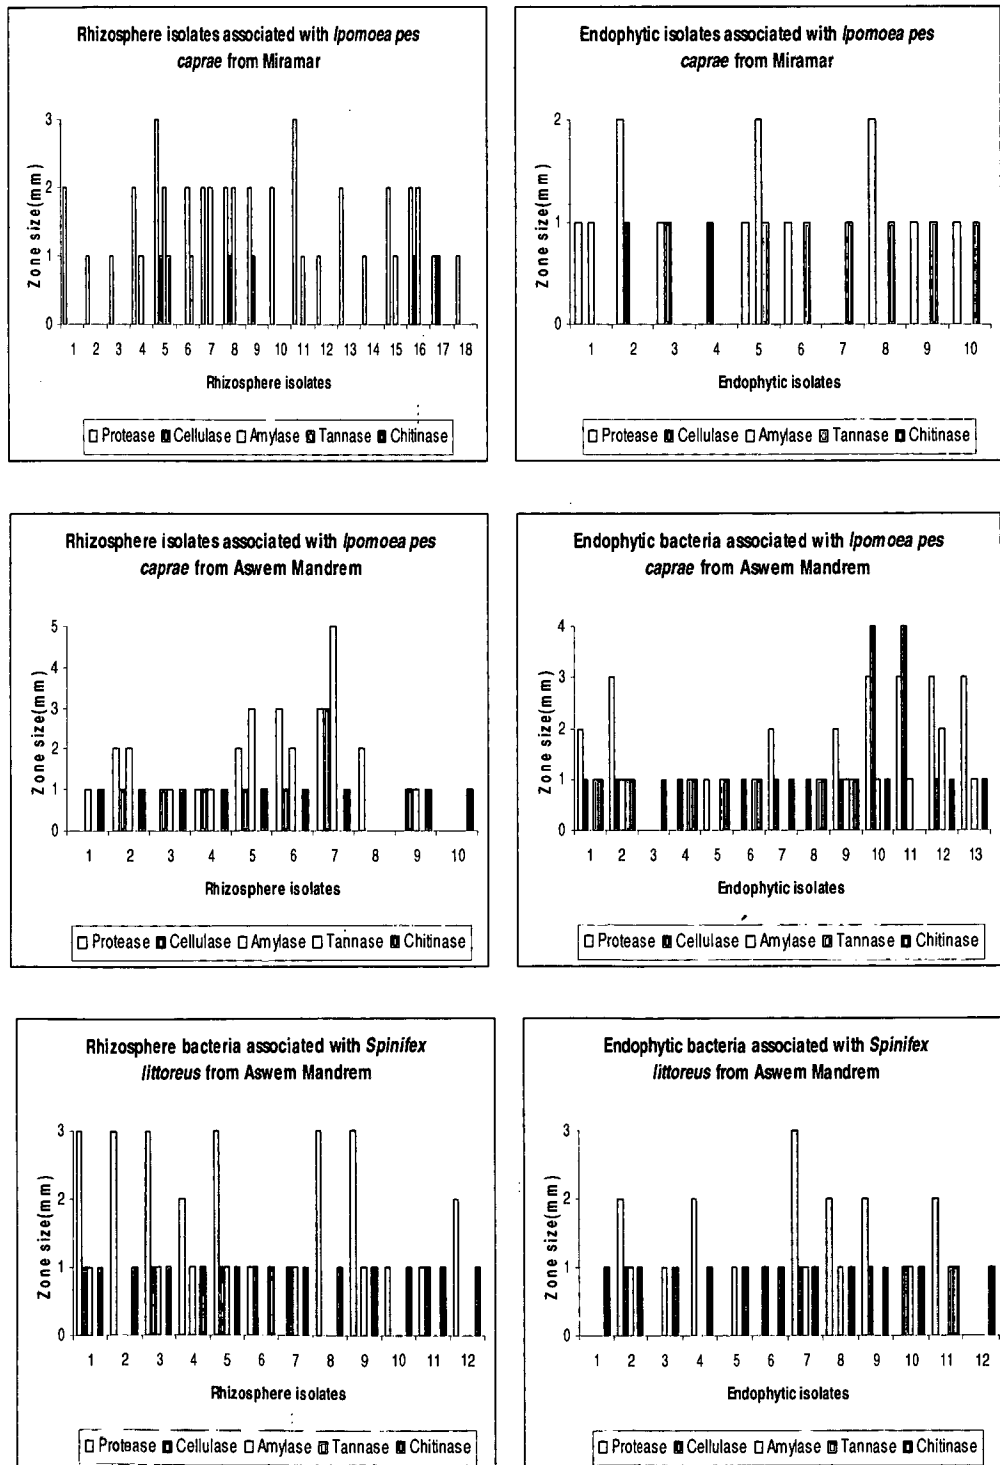 Rhizosphere isolates associated with Ipomoea pes
caprae from Miramar
Zone size(mm)
3
2
1
0
1 2 3 4 5 6 7 8 9 10 11 12 13 14 15 16 17 18
Rhizosphere isolates
Protease Cellulase Amylase Tannase Chitinase
Endophytic isolates associated with Ipomoea pes
caprae from Miramar
Zone size(mm)
2
1
0
1 2 3 4 5 6 7 8 9 10
Endophytic isolates
Protease Cellulase Amylase Tannase Chitinase
Rhizosphere isolates associated with Ipomoea pes
caprae from Aswem Mandrem
Zone size(mm)
5
4
3
2
1
0
1 2 3 4 5 6 7 8 9 10
Rhizosphere isolates
Protease Cellulase Amylase Tannase Chitinase
Endophytic bacteria associated with Ipomoea pes
caprae from Aswem Mandrem
Zone size(mm)
4
3
2
1
0
1 2 3 4 5 6 7 8 9 10 11 12 13
Endophytic isolates
Protease Cellulase Amylase Tannase Chitinase
Rhizosphere bacteria associated with Spinifex
littoreus from Aswem Mandrem
Zone size(mm)
3
2
1
0
1 2 3 4 5 6 7 8 9 10 11 12
Rhizosphere isolates
Protease Cellulase Amylase Tannase Chitinase
Endophytic bacteria associated with Spinifex
littoreus from Aswem Mandrem
Zone size(mm)
3
2
1
0
1 2 3 4 5 6 7 8 9 10 11 12
Endophytic isolates
Protease Cellulase Amylase Tannase Chitinase